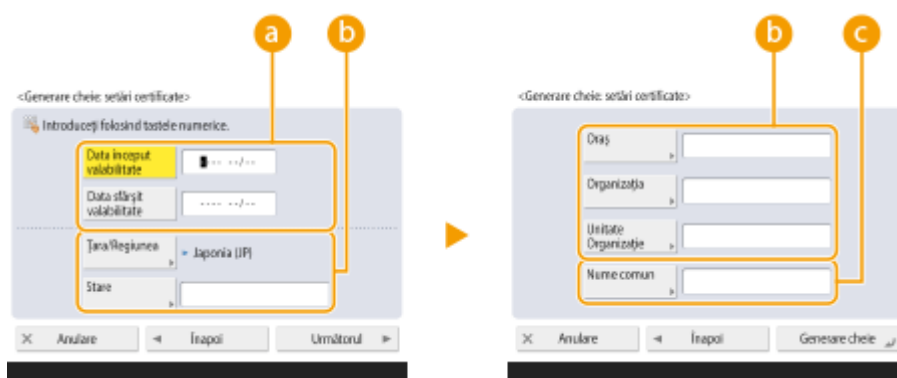 a
b
<Generare cheie: setări certificate>
Introduceți folosind tastele numerice.
Data început
valabilitate
---- --/--
Data sfârșit
valabilitate
---- --/--
Țara/Regiunea
Japonia (JP)
Stare
Anulare
Înapoi
Următorul
b
c
<Generare cheie: setări certificate>
Oraș
Organizația
Unitate
Organizație
Nume comun
Anulare
Înapoi
Generare cheie